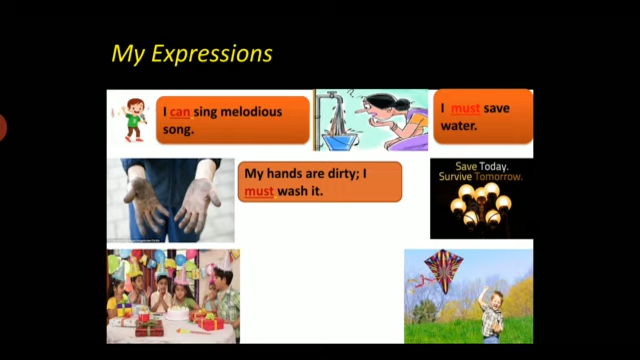 My Expressions
I can sing melodious
song.
I must save
water.
My hands are dirty; I
must wash it.
Save Today.
Survive Tomorrow.